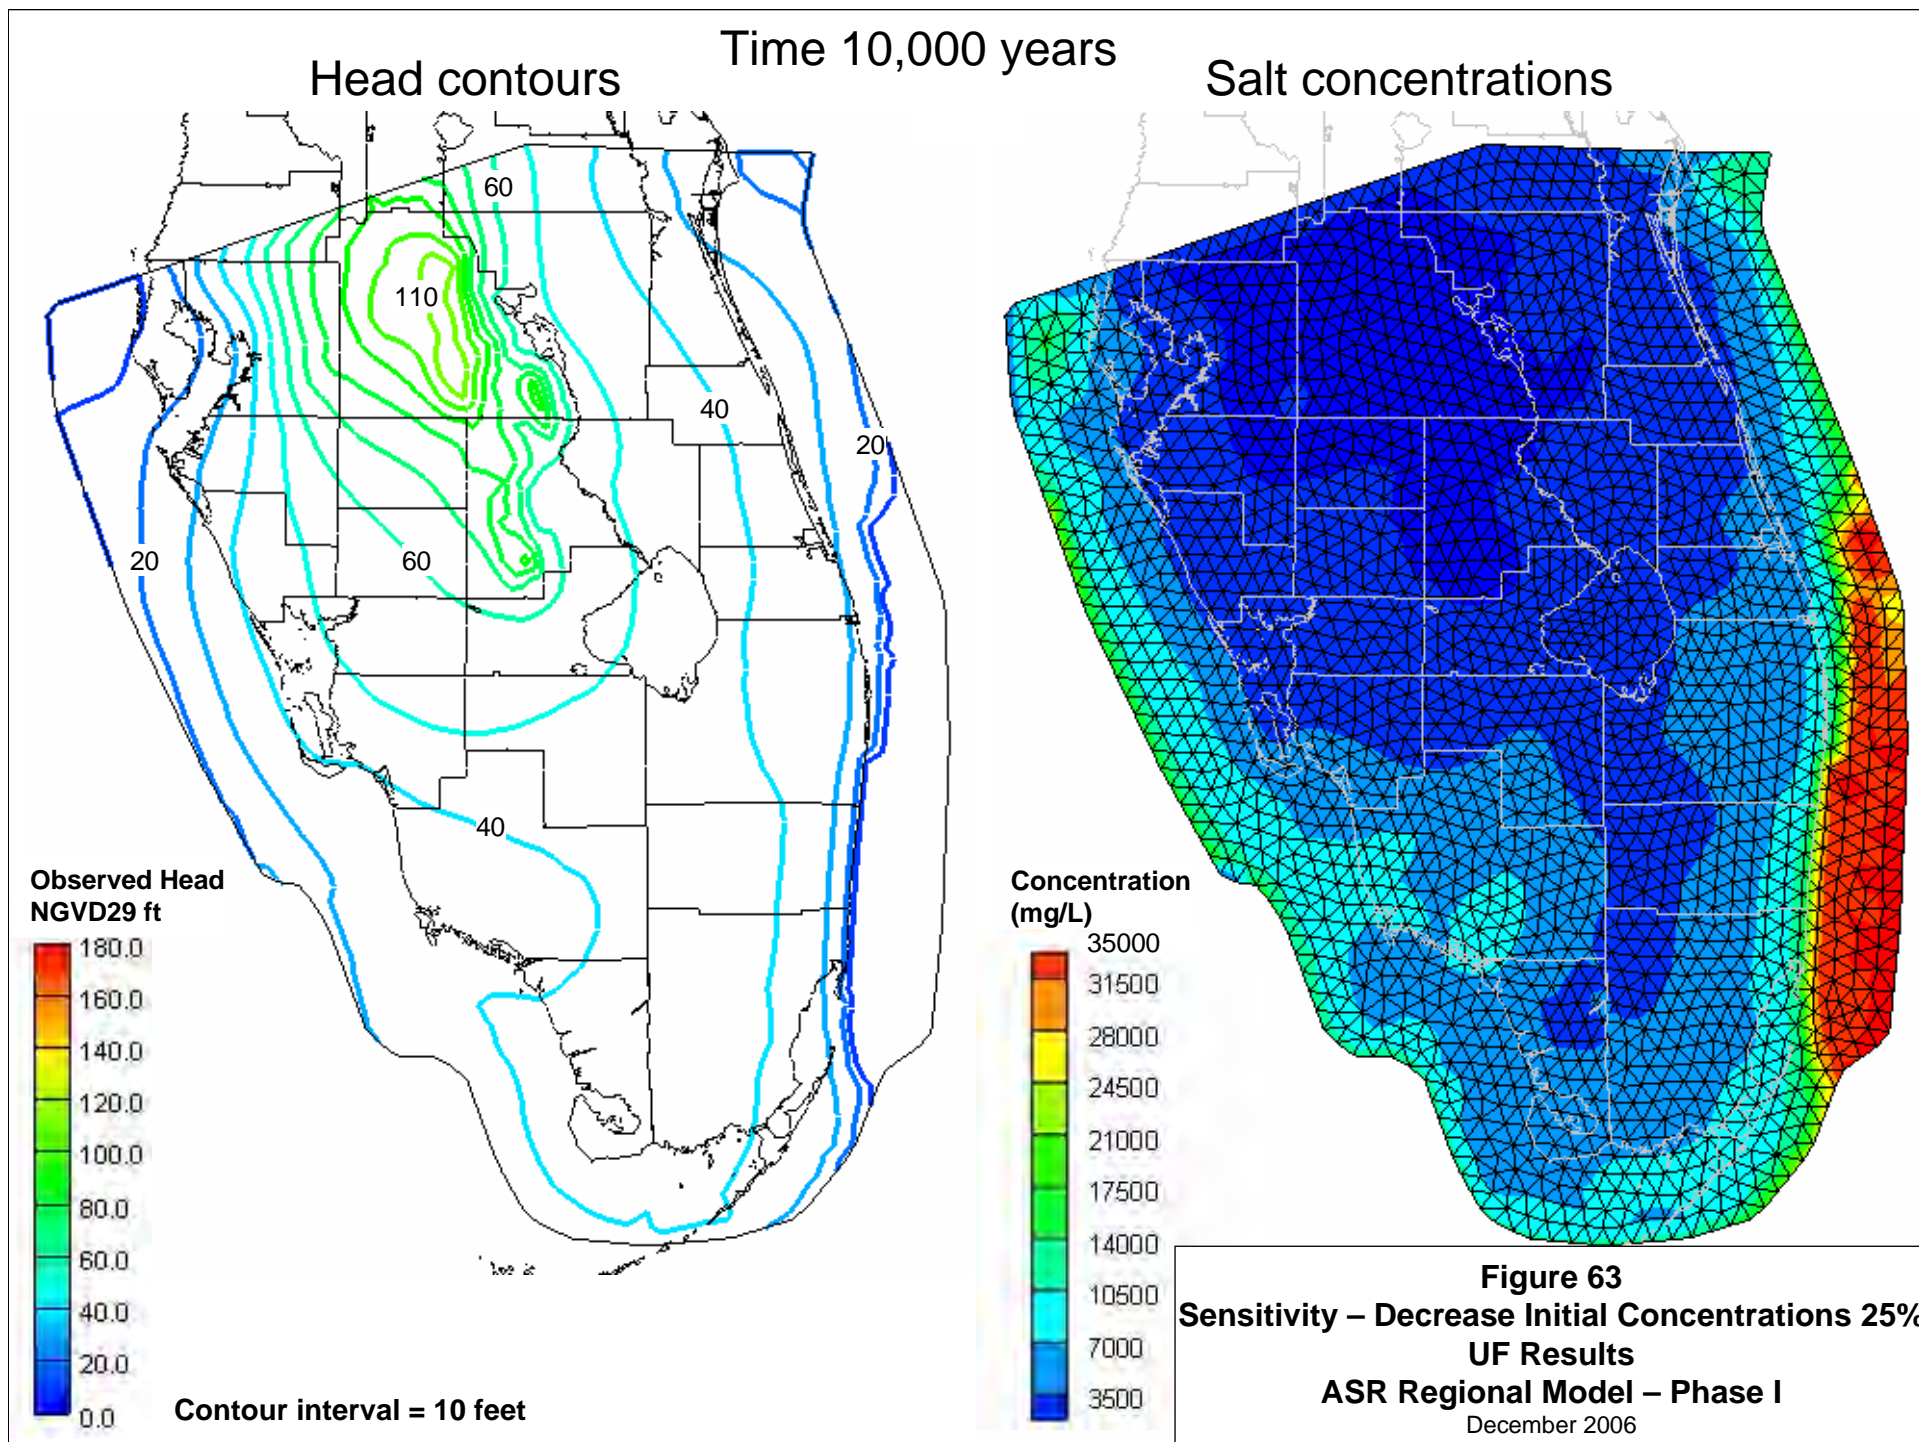 Time 10,000 years
Head contours
Salt concentrations
60
110
40
20
20
60
40
Observed Head
NGVD29 ft
180.0
160.0
140.0
120.0
100.0
80.0
60.0
40.0
20.0
0.0
Contour interval = 10 feet
Concentration
(mg/L)
35000
31500
28000
24500
21000
17500
14000
10500
7000
3500
Figure 63
Sensitivity – Decrease Initial Concentrations 25%
UF Results
ASR Regional Model – Phase I
December 2006